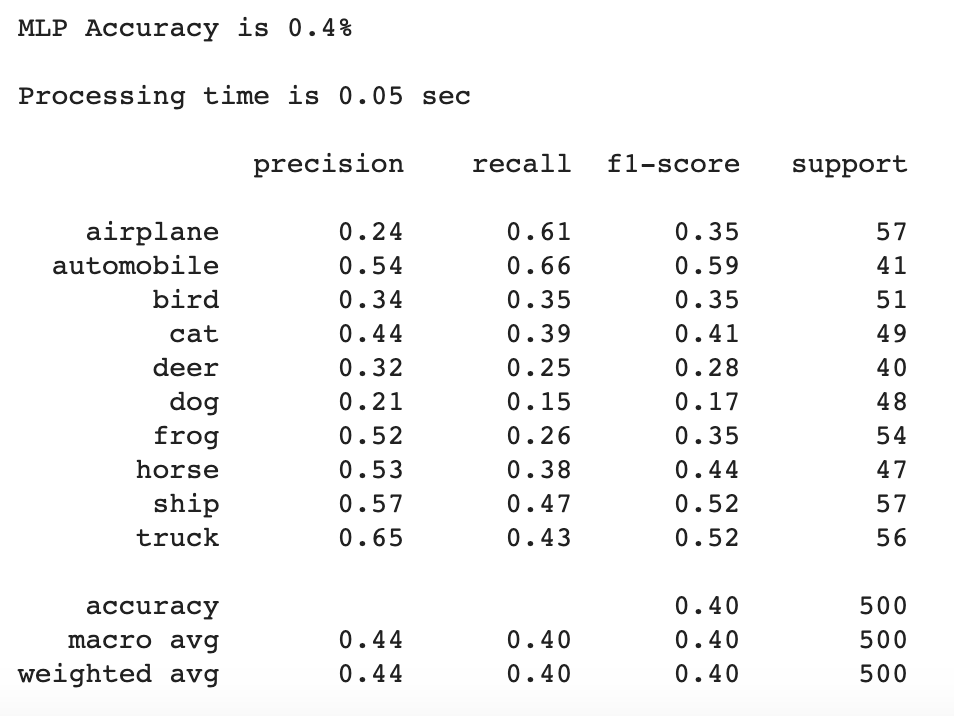 MLP Accuracy is 0.4%
Processing time is 0.05 sec
precision recall f1-score support
airplane 0.24 0.61 0.35 57
automobile 0.54 0.66 0.59 41
bird 0.34 0.35 0.35 51
cat 0.44 0.39 0.41 49
deer 0.32 0.25 0.28 40
dog 0.21 0.15 0.17 48
frog 0.52 0.26 0.35 54
horse 0.53 0.38 0.44 47
ship 0.57 0.47 0.52 57
truck 0.65 0.43 0.52 56
accuracy 0.40 500
macro avg 0.44 0.40 0.40 500
weighted avg 0.44 0.40 0.40 500